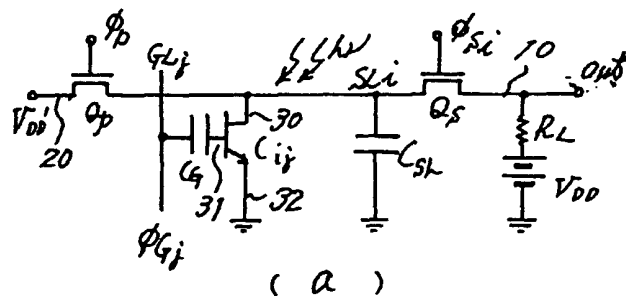 φp
GLj
hν
SLi
φSi
10
out
VDD'
20
Qp
30
CG
31
Cij
32
CSL
Qs
RL
VDD
φGj
( a )